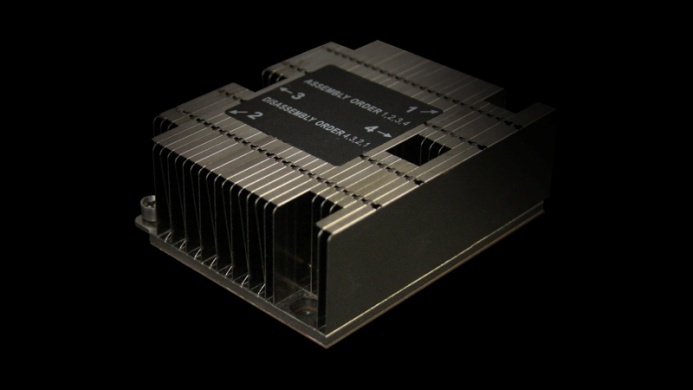 ASSEMBLY ORDER 1,2,3,4
1
3
DISASSEMBLY ORDER 4,3,2,1
4
2